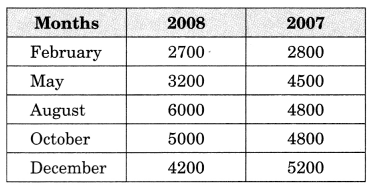 Months 2008 2007
February 2700 2800
May 3200 4500
August 6000 4800
October 5000 4800
December 4200 5200